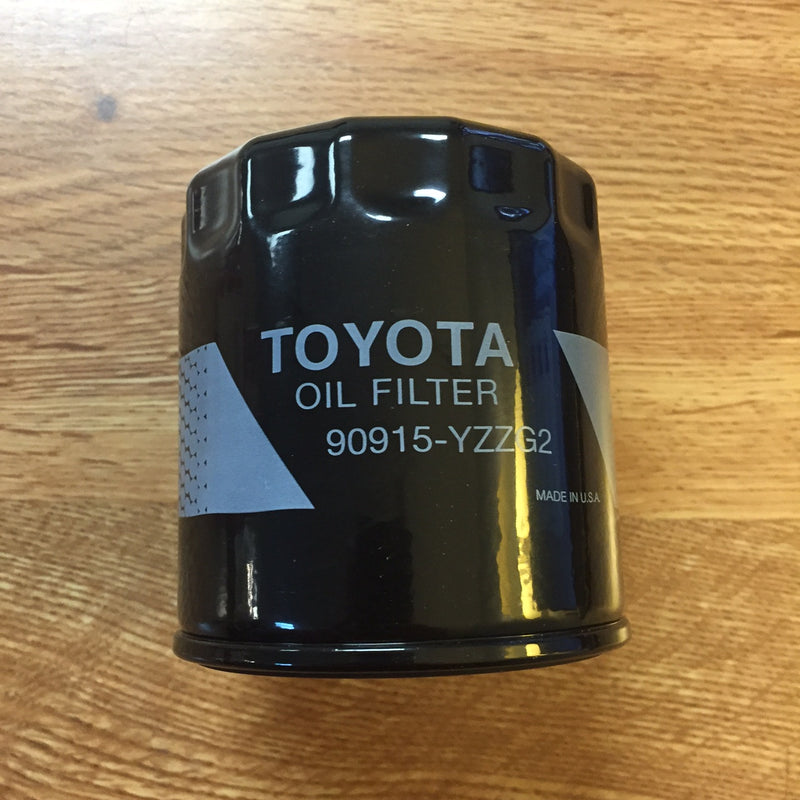 TOYOTA
OIL FILTER
90915-YZZG2
MADE IN U.S.A.